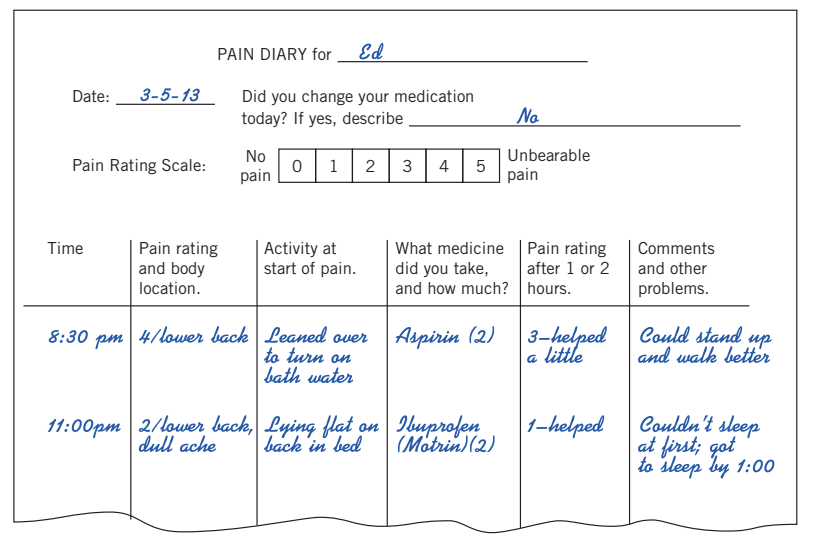 PAIN DIARY for Ed
Date: 3-5-13
Did you change your medication
today? If yes, describe No
Pain Rating Scale:
No
pain
0 1 2 3 4 5
Unbearable
pain
Time
Pain rating
and body
location.
Activity at
start of pain.
What medicine
did you take,
and how much?
Pain rating
after 1 or 2
hours.
Comments
and other
problems.
8:30 pm
4/lower back
Leaned over
to turn on
bath water
Aspirin (2)
3–helped
a little
Could stand up
and walk better
11:00pm
2/lower back,
dull ache
Lying flat on
back in bed
Ibuprofen
(Motrin)(2)
1–helped
Couldn't sleep
at first; got
to sleep by 1:00